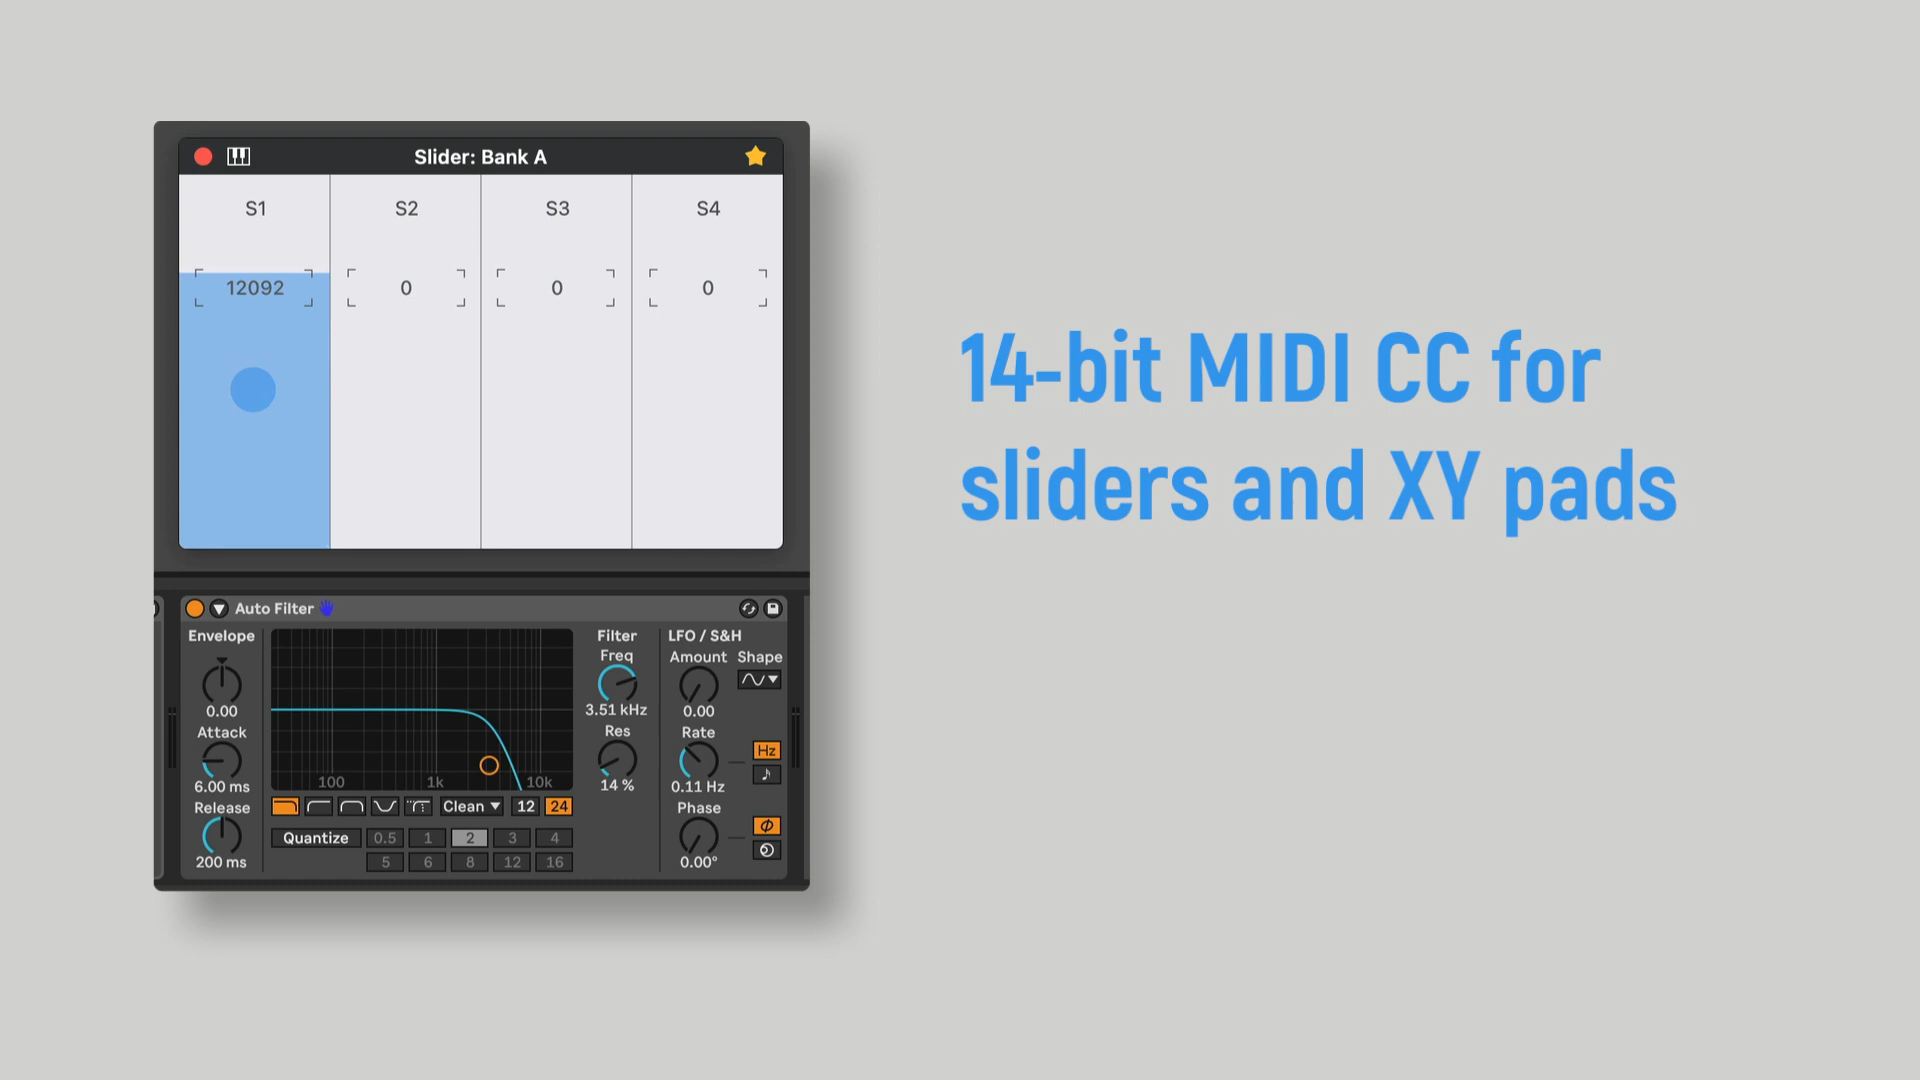 Slider: Bank A
S1 S2 S3 S4
12092 0 0 0
14-bit MIDI CC for
sliders and XY pads
Auto Filter
Envelope
0.00
Attack
6.00 ms
Release
200 ms
100 1k 10k
Clean 12 24
Quantize 0.5 1 2 3 4
5 6 8 12 16
Filter
Freq
3.51 kHz
Res
14 %
LFO / S&H
Amount Shape
0.00
Rate
Hz
0.11 Hz
Phase
0.00°